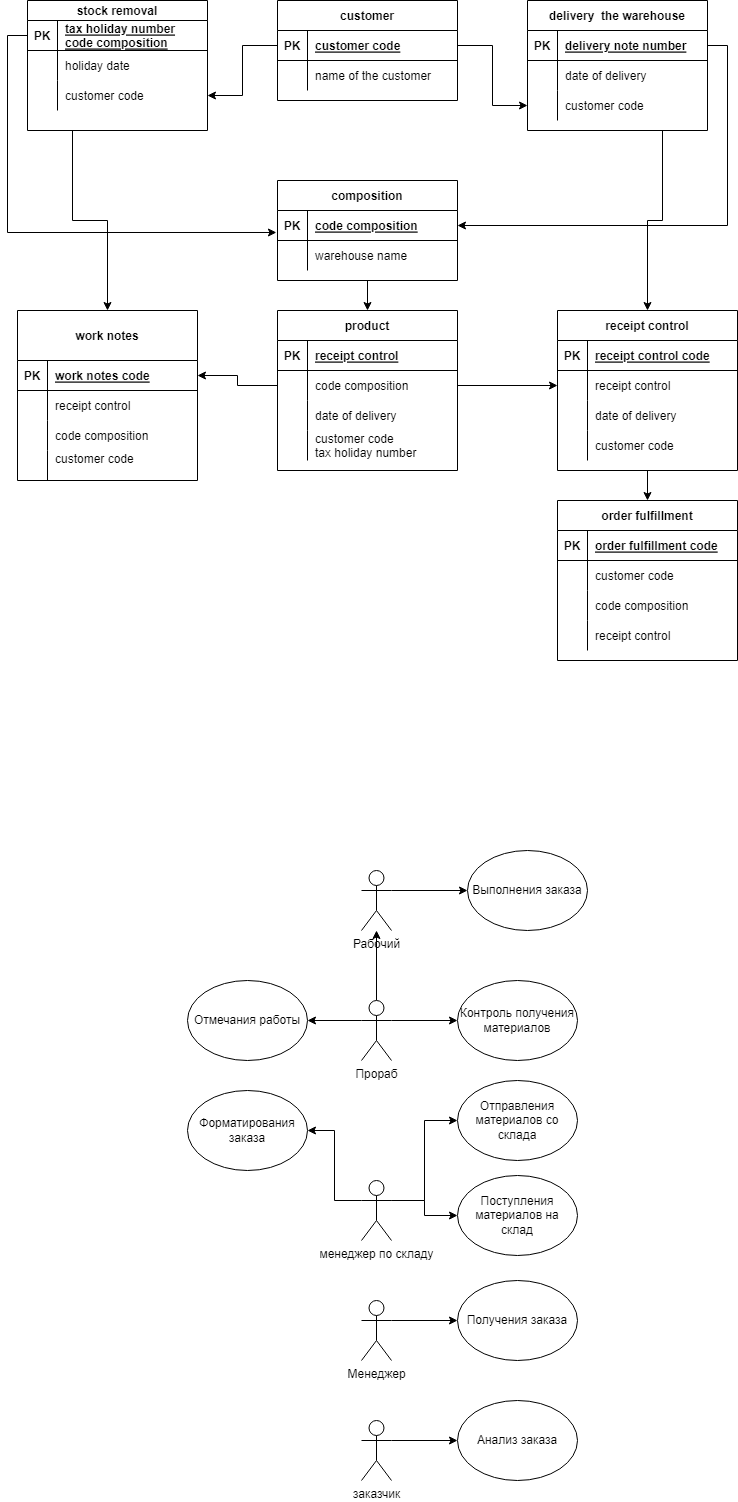 stock removal
PK
tax holiday number
code composition
holiday date
customer code
customer
PK
customer code
name of the customer
delivery  the warehouse
PK
delivery note number
date of delivery
customer code
composition
PK
code composition
warehouse name
work notes
PK
work notes code
receipt control
code composition
customer code
product
PK
receipt control
code composition
date of delivery
customer code
tax holiday number
receipt control
PK
receipt control code
receipt control
date of delivery
customer code
order fulfillment
PK
order fulfillment code
customer code
code composition
receipt control
Выполнения заказа
Рабочий
Отмечания работы
Контроль получения
материалов
Прораб
Форматирования
заказа
Отправления
материалов со
склада
Поступления
материалов на
склад
менеджер по складу
Получения заказа
Менеджер
Анализ заказа
заказчик